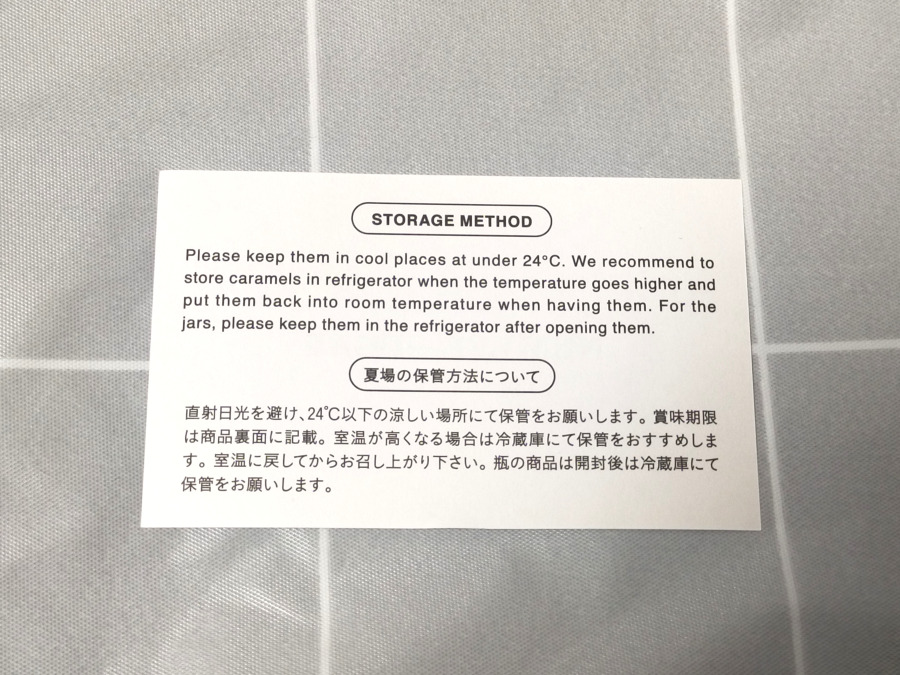 STORAGE METHOD
Please keep them in cool places at under 24°C. We recommend to
store caramels in refrigerator when the temperature goes higher and
put them back into room temperature when having them. For the
jars, please keep them in the refrigerator after opening them.
夏場の保管方法について
直射日光を避け、24℃以下の涼しい場所にて保管をお願いします。賞味期限
は商品裏面に記載。室温が高くなる場合は冷蔵庫にて保管をおすすめしま
す。室温に戻してからお召し上がり下さい。瓶の商品は開封後は冷蔵庫にて
保管をお願いします。